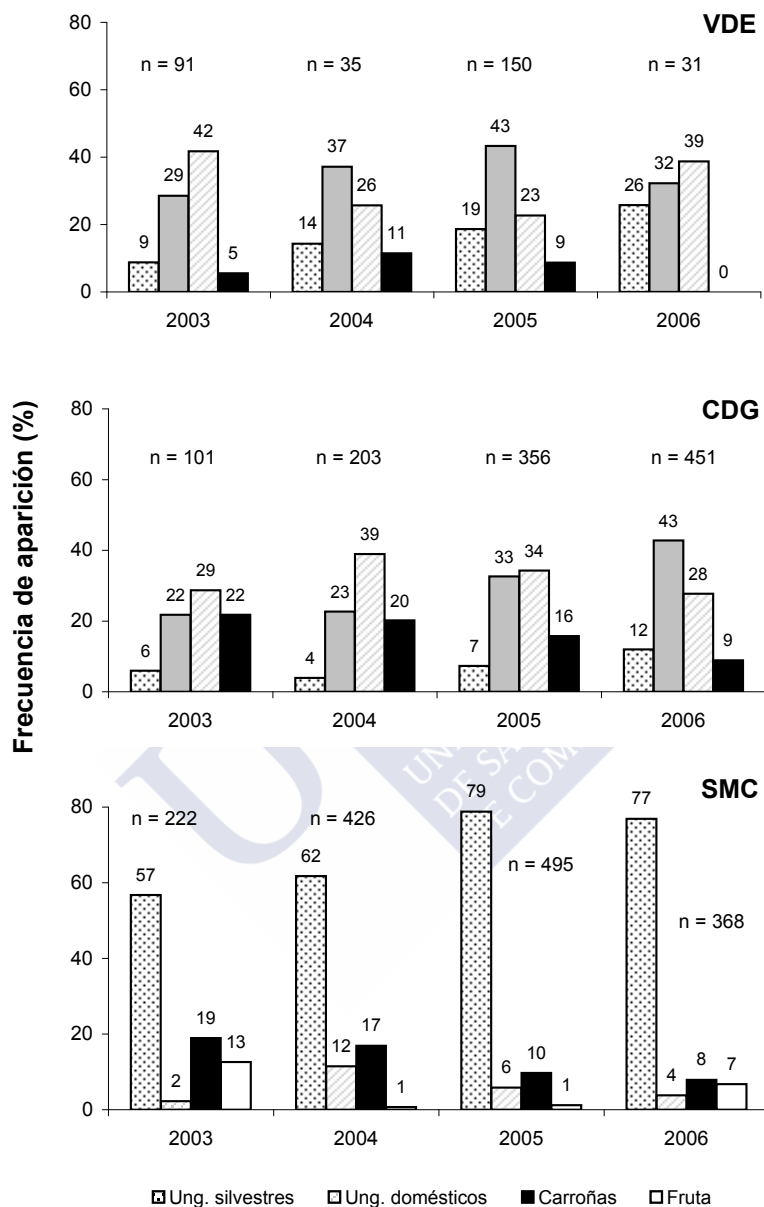 80
VDE
n = 91 n = 35 n = 150 n = 31
60
40
20
0
9 29 42 5
14 37 26 11
19 43 23 9
26 32 39 0
2003 2004 2005 2006
Frecuencia de aparición (%)
80
CDG
n = 101 n = 203 n = 356 n = 451
60
40
20
0
6 22 29 22
4 23 39 20
7 33 34 16
12 43 28 9
2003 2004 2005 2006
80
SMC
n = 222 n = 426 n = 495 n = 368
60
40
20
0
57 2 19 13
62 12 17 1
79 6 10 1
77 4 8 7
2003 2004 2005 2006
Ung. silvestres Ung. domésticos Carroñas Fruta